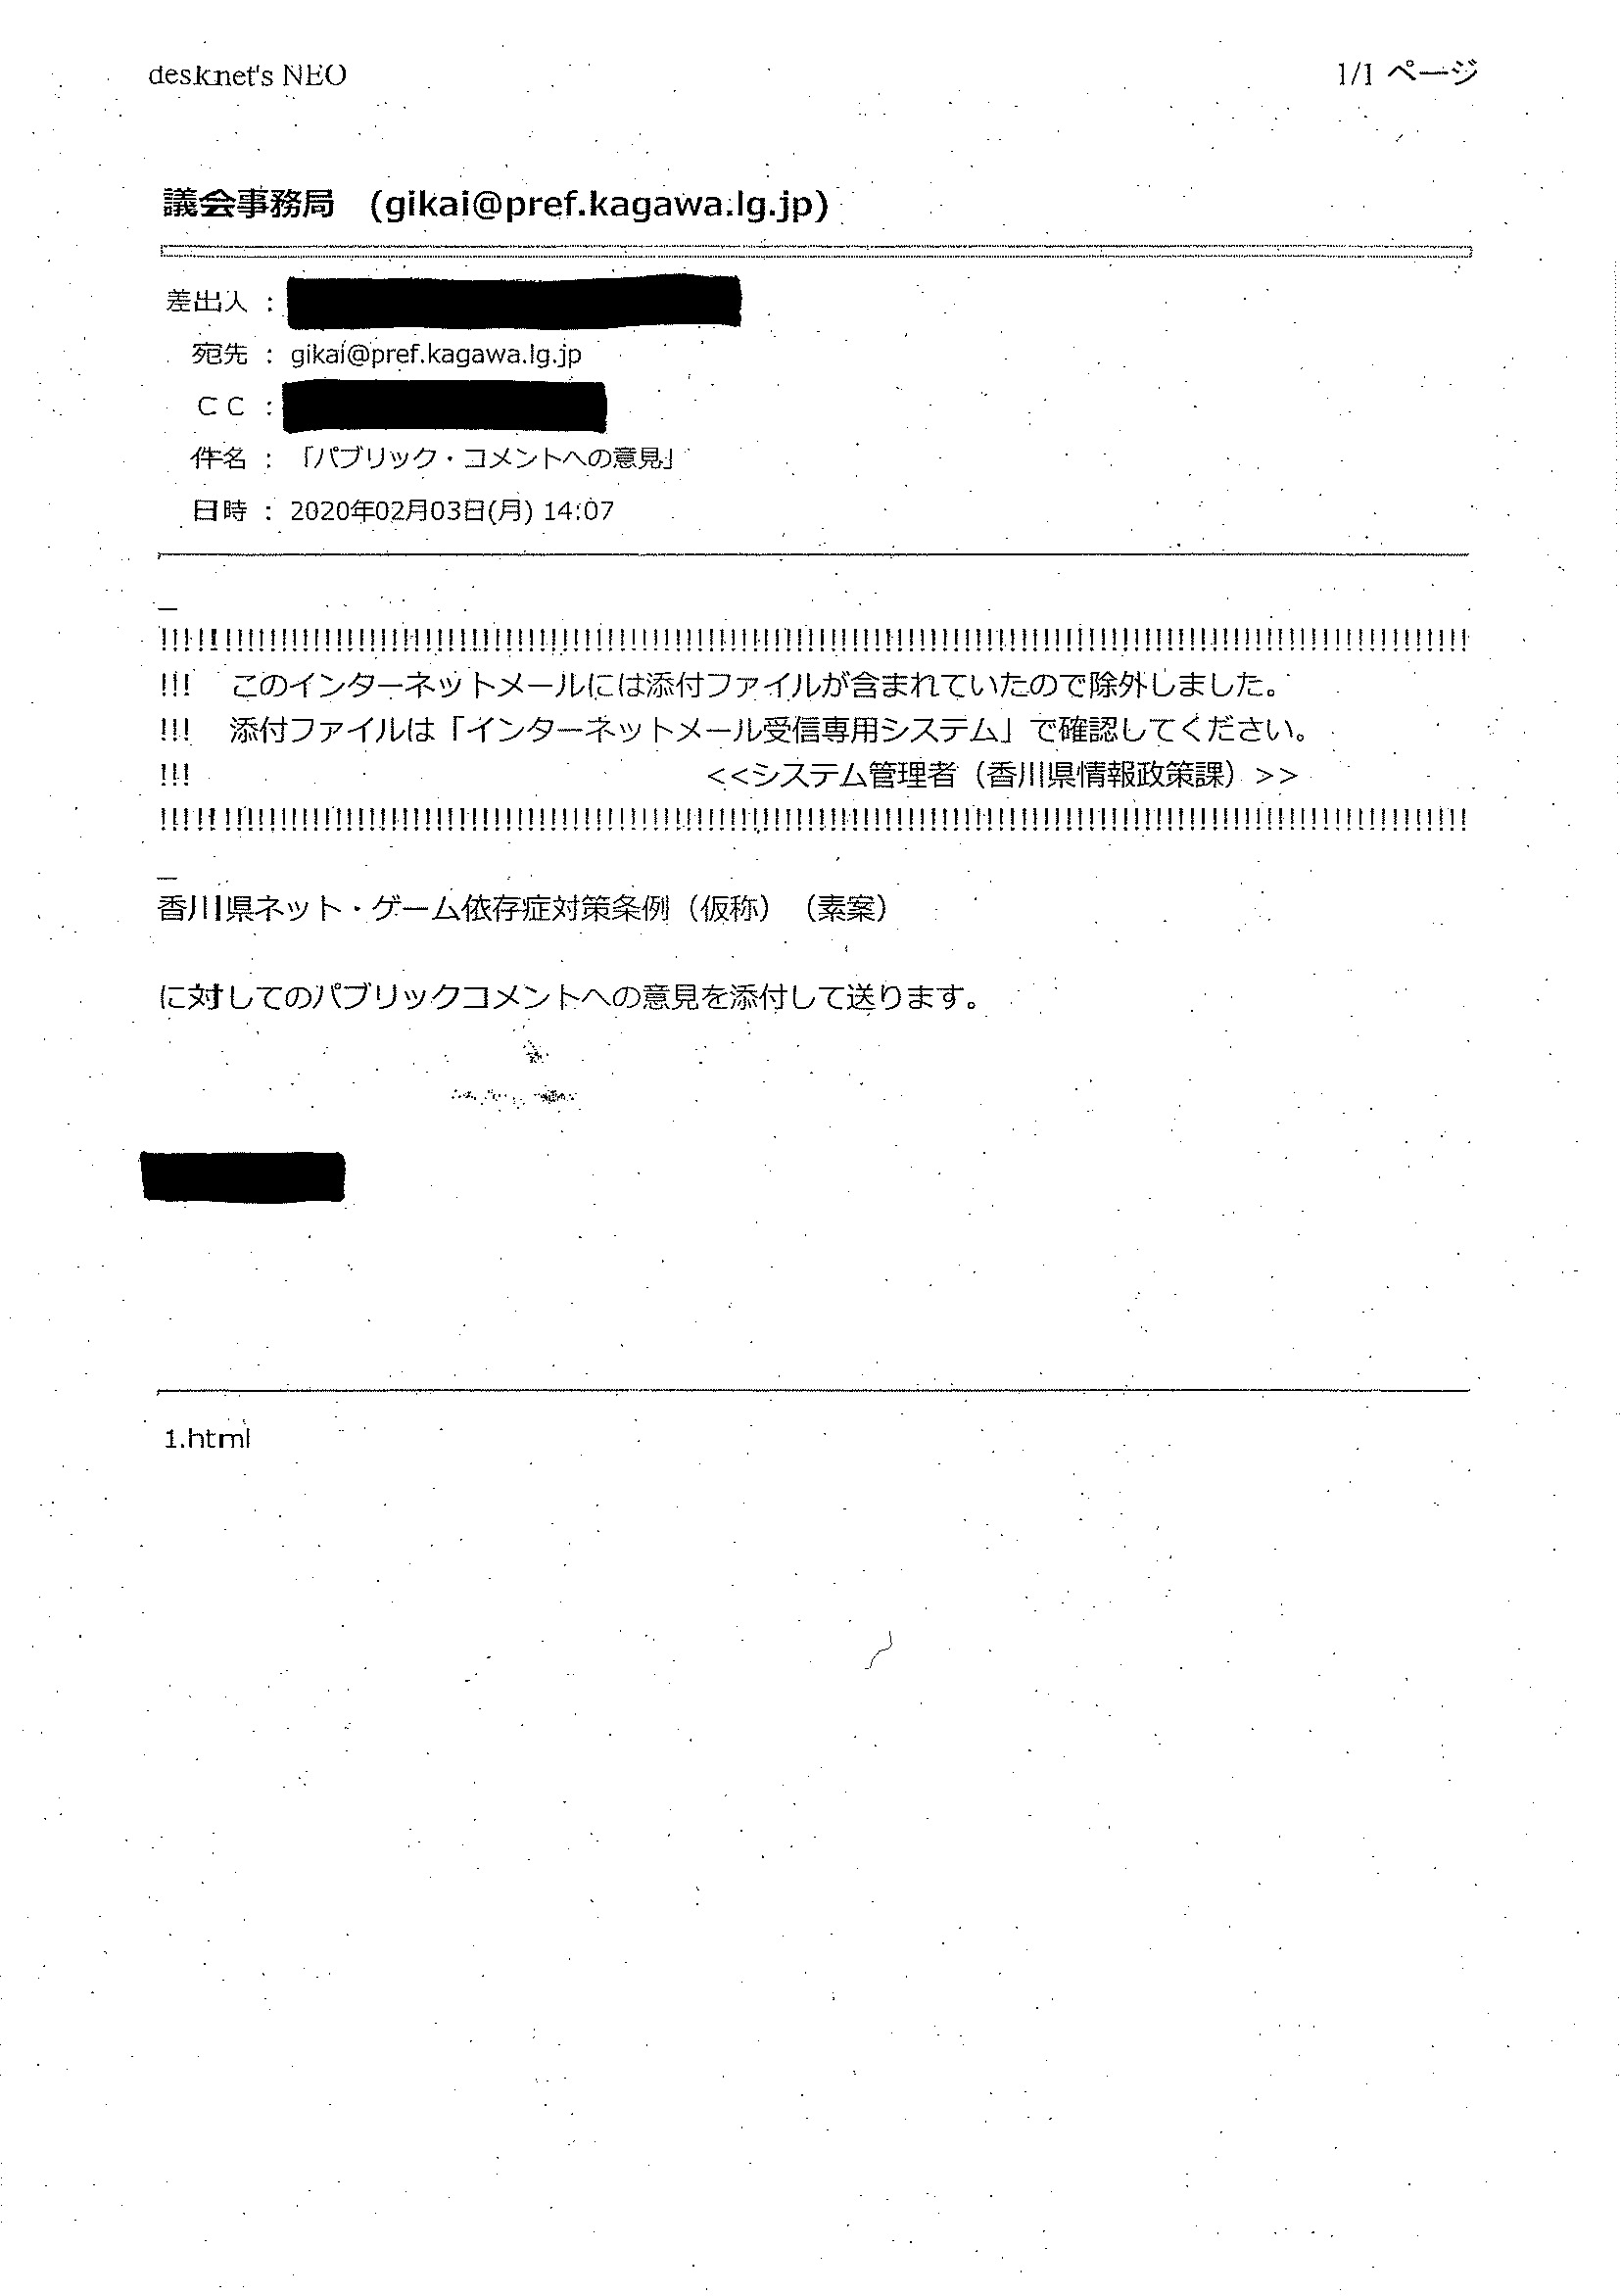 desknet's NEO
1/1 ページ
議会事務局 (gikai@pref.kagawa.lg.jp)
差出人 :
宛先 : gikai@pref.kagawa.lg.jp
ＣＣ :
件名 : 「パブリック・コメントへの意見」
日時 : 2020年02月03日(月) 14:07
!!!!!!!!!!!!!!!!!!!!!!!!!!!!!!!!!!!!!!!!!!!!!!!!!!!!!!!!!!!!!!!!!!!!!!!!!!!!!!!!!!!!!!!!!!!!!!!!!!!!!!!!!!!!!!!!!!!!
!!! このインターネットメールには添付ファイルが含まれていたので除外しました。
!!! 添付ファイルは「インターネットメール受信専用システム」で確認してください。
!!! <<システム管理者（香川県情報政策課）>>
!!!!!!!!!!!!!!!!!!!!!!!!!!!!!!!!!!!!!!!!!!!!!!!!!!!!!!!!!!!!!!!!!!!!!!!!!!!!!!!!!!!!!!!!!!!!!!!!!!!!!!!!!!!!!!!!!!!!
香川県ネット・ゲーム依存症対策条例（仮称）（素案）
に対してのパブリックコメントへの意見を添付して送ります。
1.html